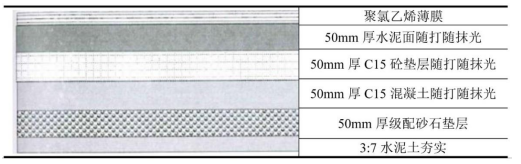 聚氯乙烯薄膜
50mm 厚水泥面随打随抹光
50mm 厚 C15 砼垫层随打随抹光
50mm 厚 C15 混凝土随打随抹光
50mm 厚级配砂石垫层
3:7 水泥土夯实